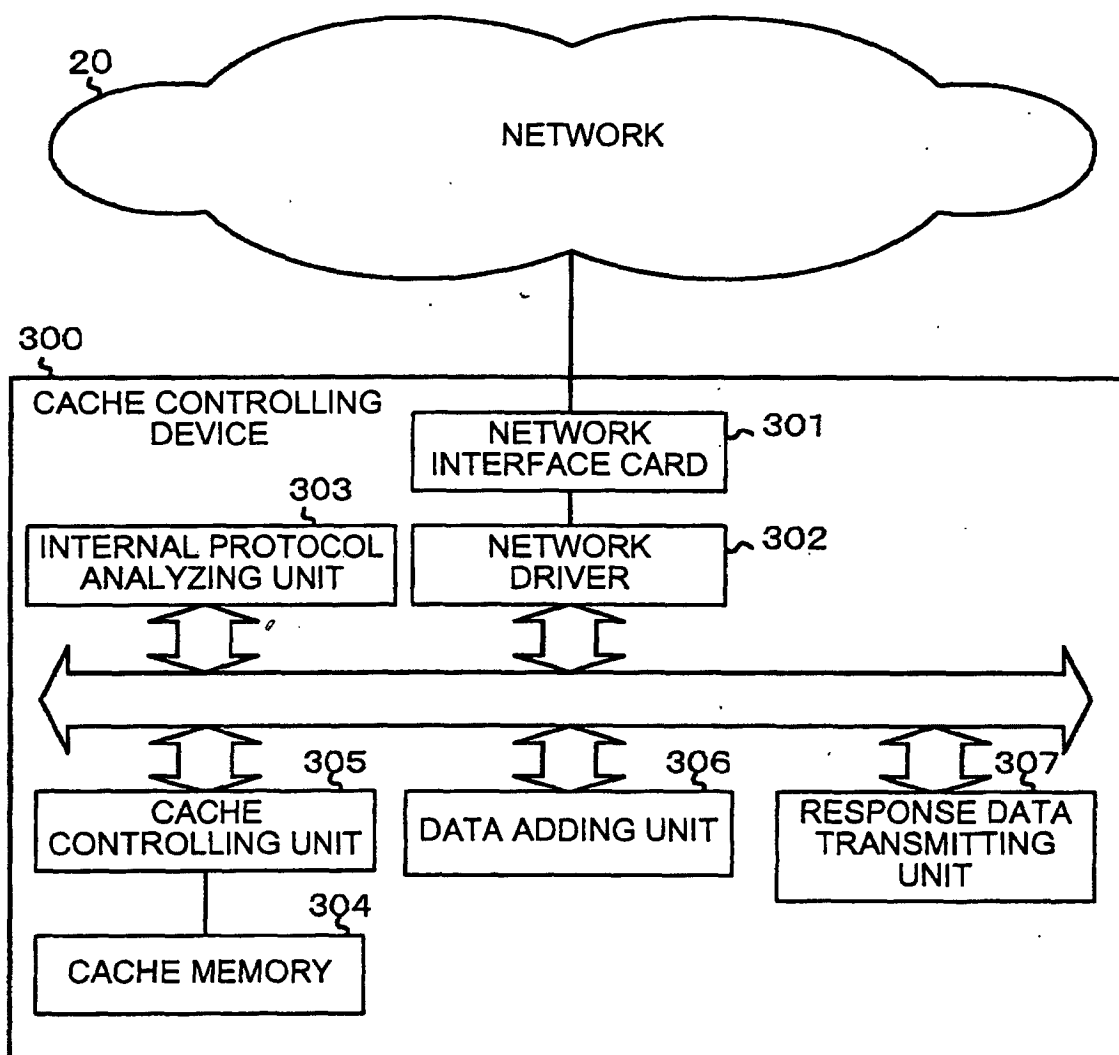 20
NETWORK
300
CACHE CONTROLLING
DEVICE
NETWORK
INTERFACE CARD
301
303
INTERNAL PROTOCOL
ANALYZING UNIT
NETWORK
DRIVER
302
305
CACHE
CONTROLLING UNIT
306
DATA ADDING UNIT
307
RESPONSE DATA
TRANSMITTING
UNIT
304
CACHE MEMORY